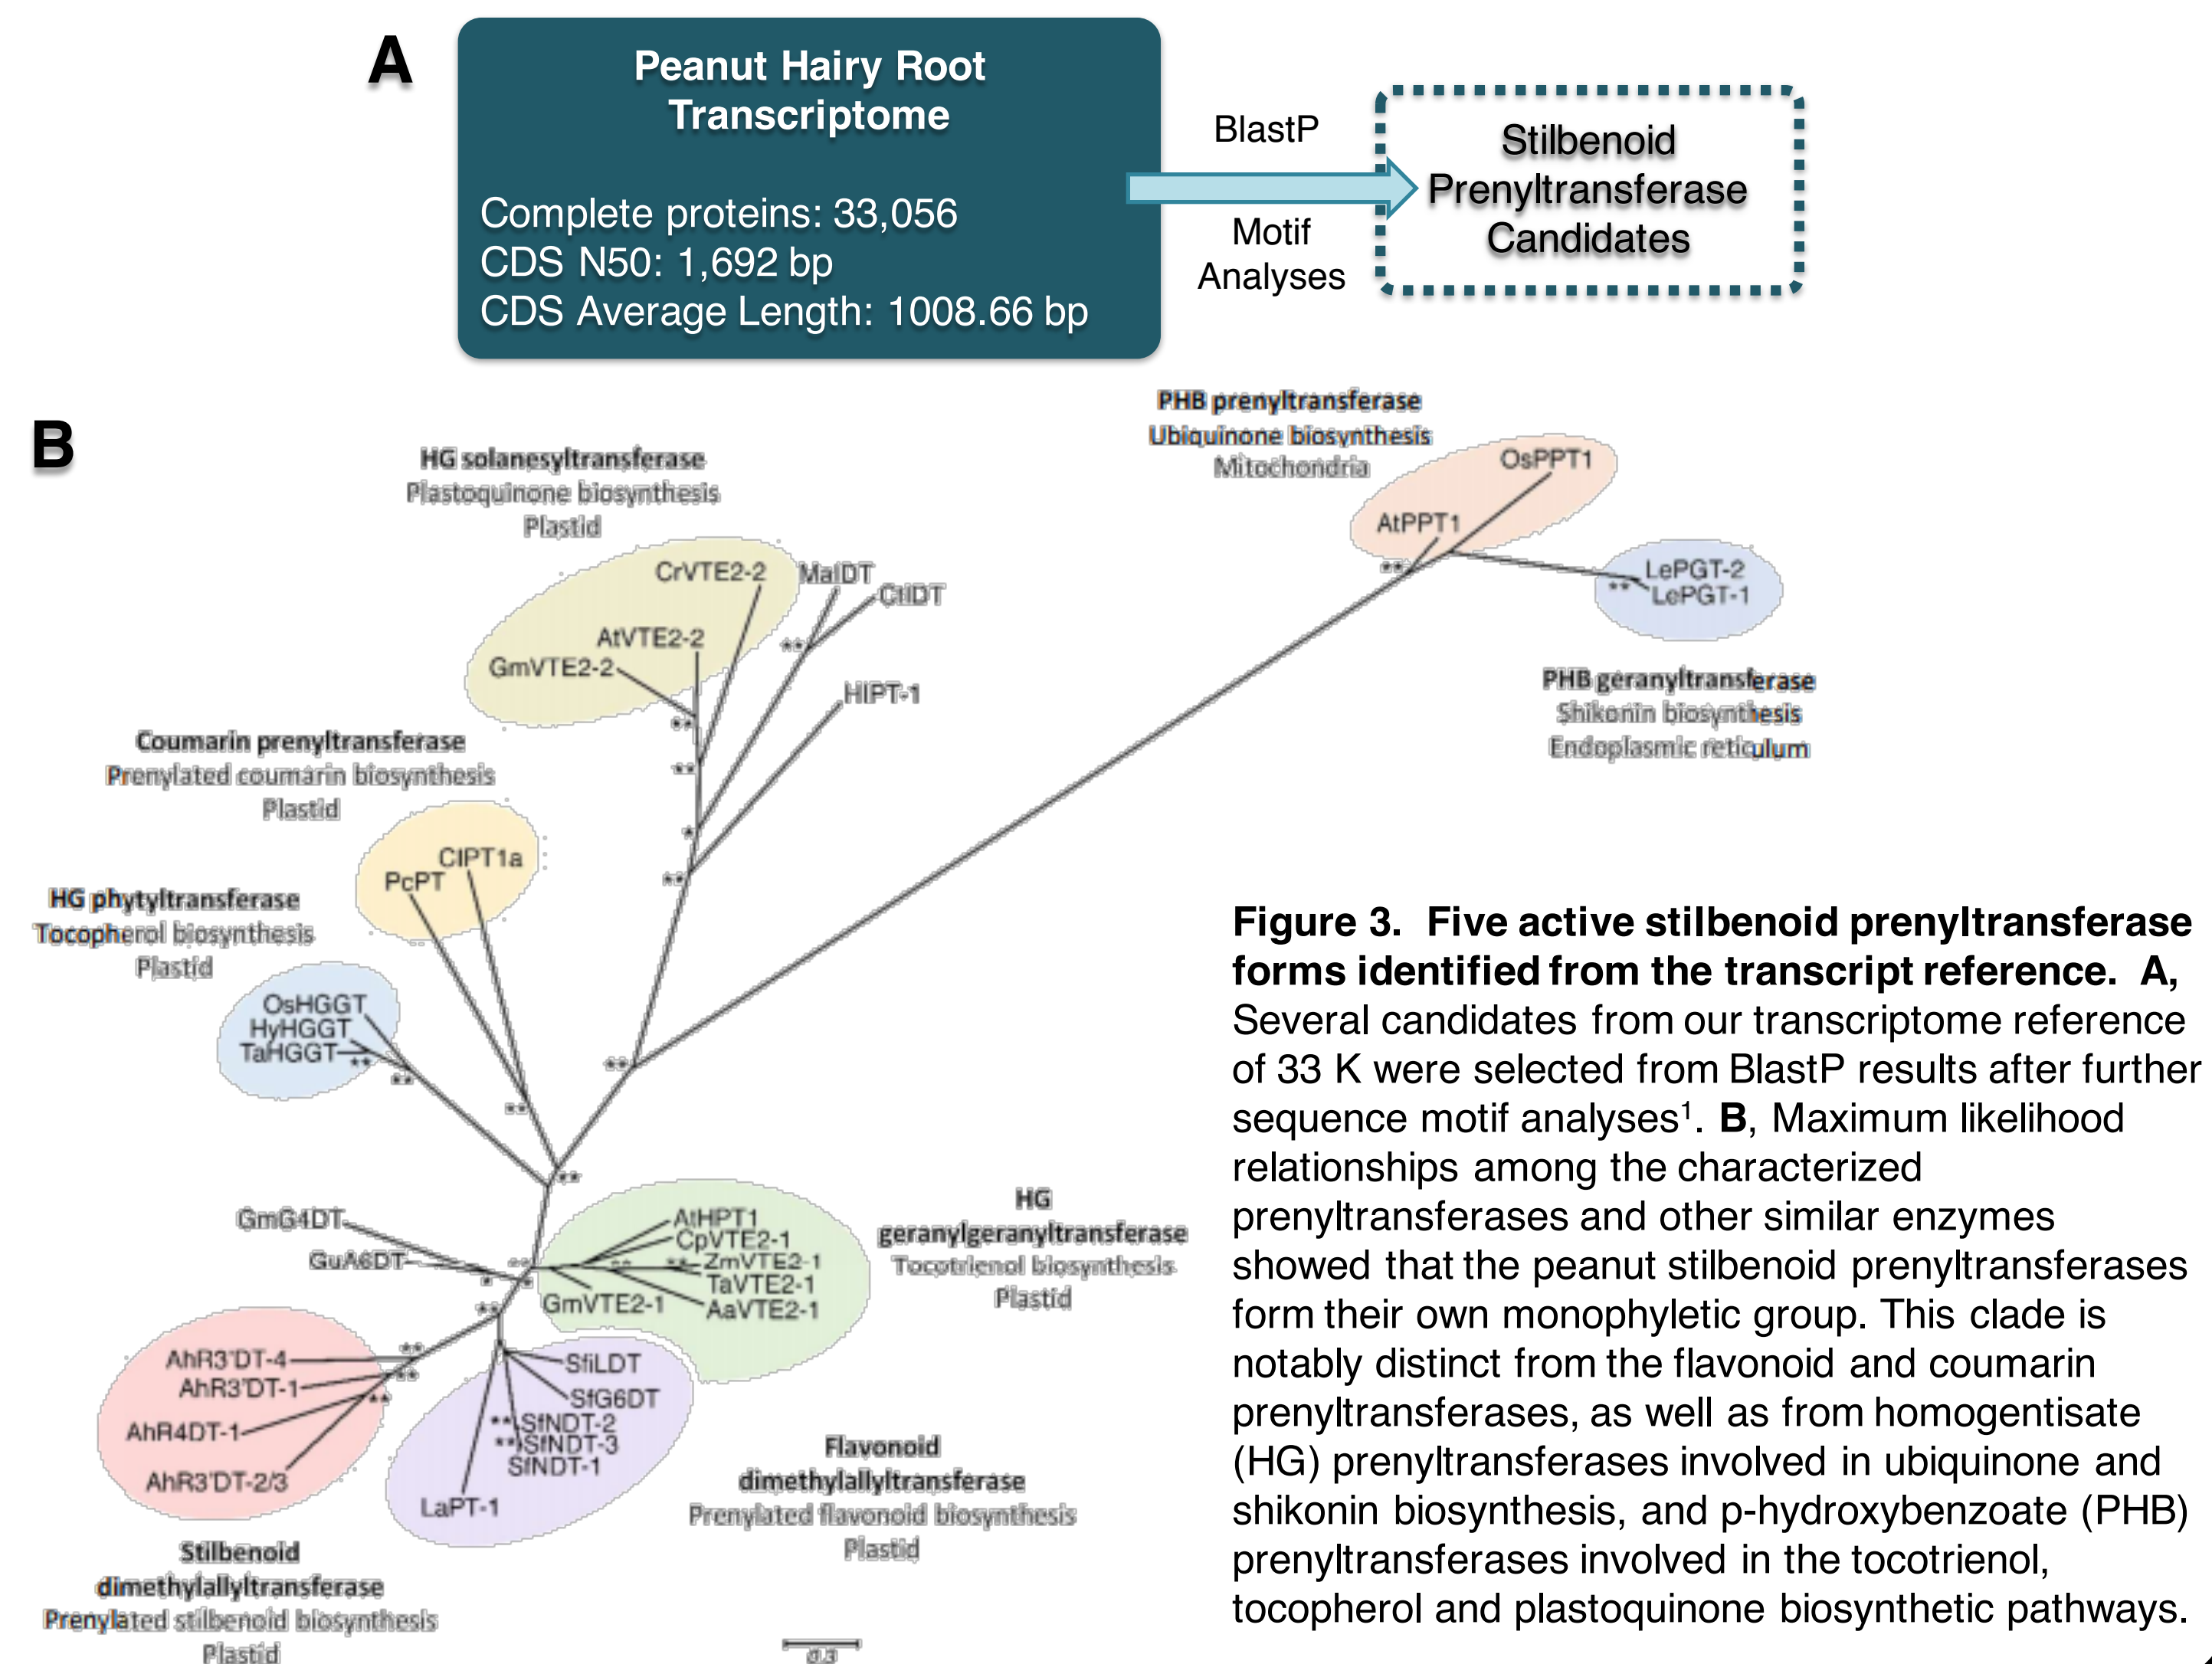 A
Peanut Hairy Root
Transcriptome
Complete proteins: 33,056
CDS N50: 1,692 bp
CDS Average Length: 1008.66 bp
BlastP
Motif
Analyses
Stilbenoid
Prenyltransferase
Candidates
B
PHB prenyltransferase
Ubiquinone biosynthesis
Mitochondria
OsPPT1
AtPPT1
**
LePGT-2
** LePGT-1
PHB geranyltransferase
Shikonin biosynthesis
Endoplasmic reticulum
HG solanesyltransferase
Plastoquinone biosynthesis
Plastid
CrVTE2-2
AtVTE2-2
GmVTE2-2
MaIDT
CtIDT
**
HlPT-1
**
**
*
**
Coumarin prenyltransferase
Prenylated coumarin biosynthesis
Plastid
ClPT1a
PcPT
HG phytyltransferase
Tocopherol biosynthesis
Plastid
OsHGGT
HyHGGT
TaHGGT
**
**
**
**
**
GmG4DT
GuA6DT
**
*
**
**
AtHPT1
CpVTE2-1
** ** ZmVTE2-1
TaVTE2-1
GmVTE2-1
AaVTE2-1
HG
geranylgeranyltransferase
Tocotrienol biosynthesis
Plastid
AhR3'DT-4
**
AhR3'DT-1
**
**
AhR4DT-1
AhR3'DT-2/3
SfiLDT
SfG6DT
**SfNDT-2
**SfNDT-3
SfNDT-1
LaPT-1
Flavonoid
dimethylallyltransferase
Prenylated flavonoid biosynthesis
Plastid
Stilbenoid
dimethylallyltransferase
Prenylated stilbenoid biosynthesis
Plastid
0.3
Figure 3. Five active stilbenoid prenyltransferase
forms identified from the transcript reference. A,
Several candidates from our transcriptome reference
of 33 K were selected from BlastP results after further
sequence motif analyses¹. B, Maximum likelihood
relationships among the characterized
prenyltransferases and other similar enzymes
showed that the peanut stilbenoid prenyltransferases
form their own monophyletic group. This clade is
notably distinct from the flavonoid and coumarin
prenyltransferases, as well as from homogentisate
(HG) prenyltransferases involved in ubiquinone and
shikonin biosynthesis, and p-hydroxybenzoate (PHB)
prenyltransferases involved in the tocotrienol,
tocopherol and plastoquinone biosynthetic pathways.